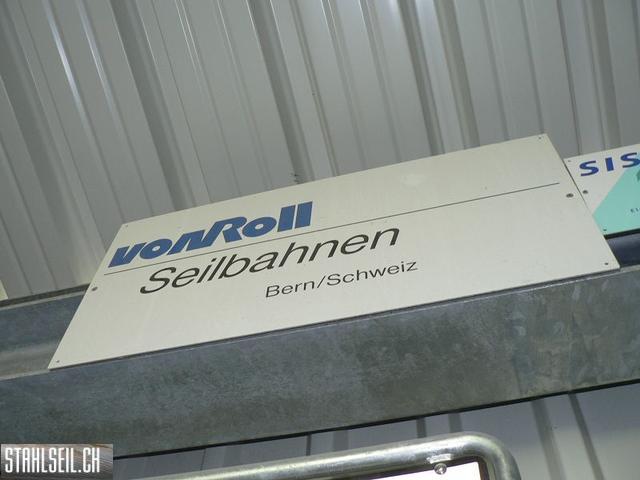 vonRoll
Seilbahnen
Bern/Schweiz
SIS
STAHLSEIL.CH